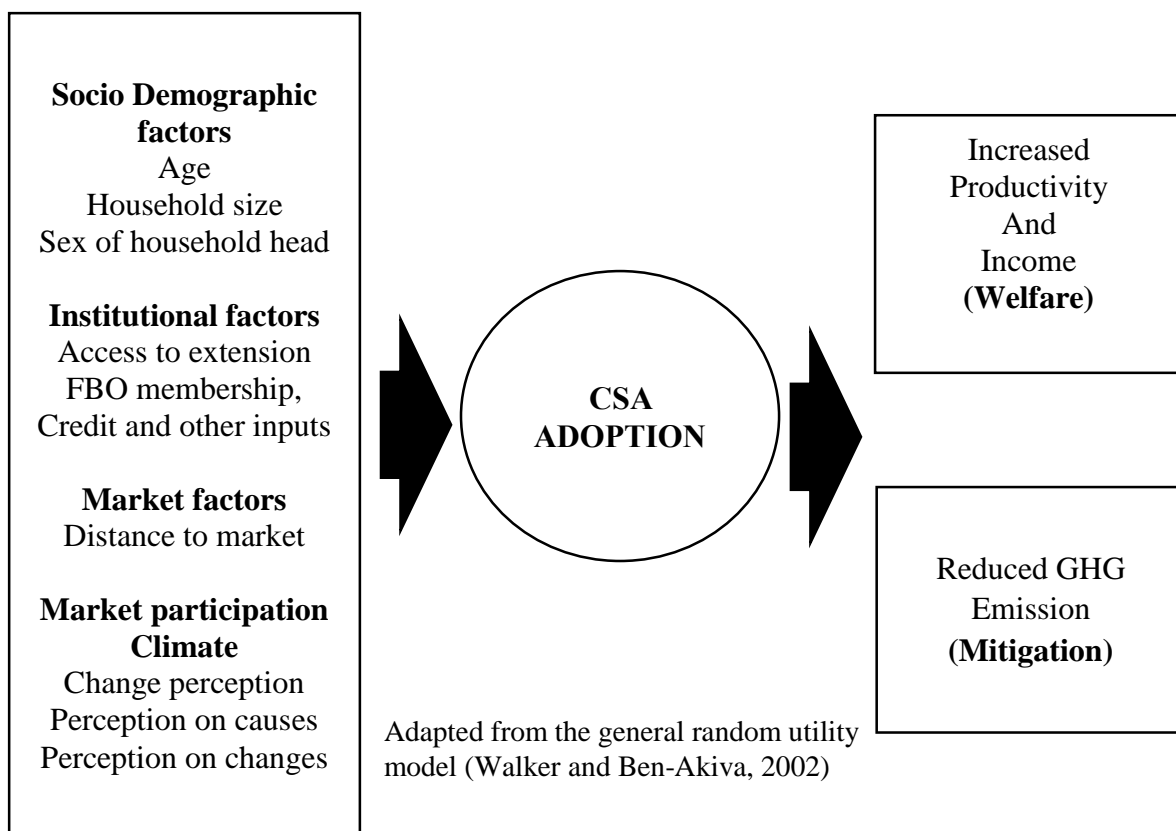 Socio Demographic
factors
Age
Household size
Sex of household head
Institutional factors
Access to extension
FBO membership,
Credit and other inputs
Market factors
Distance to market
Market participation
Climate
Change perception
Perception on causes
Perception on changes
CSA
ADOPTION
Adapted from the general random utility
model (Walker and Ben-Akiva, 2002)
Increased
Productivity
And
Income
(Welfare)
Reduced GHG
Emission
(Mitigation)